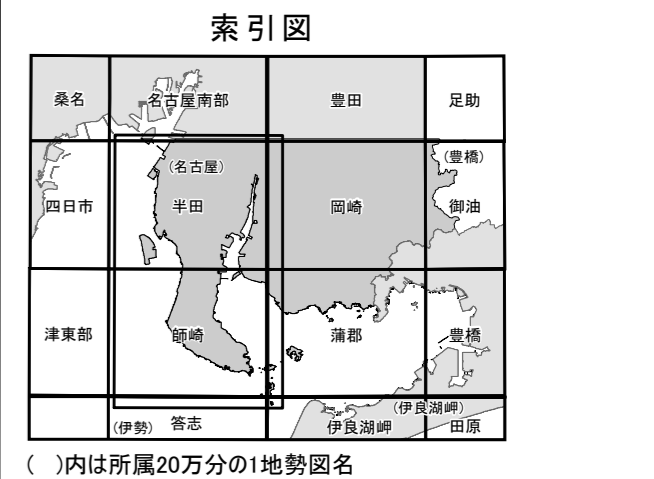 索引図
桑名 名古屋南部 豊田 足助
(名古屋) (豊橋)
四日市 半田 岡崎 御油
津東部 師崎 蒲郡 豊橋
(伊良湖岬)
(伊勢) 答志 伊良湖岬 田原
( )内は所属20万分の1地勢図名